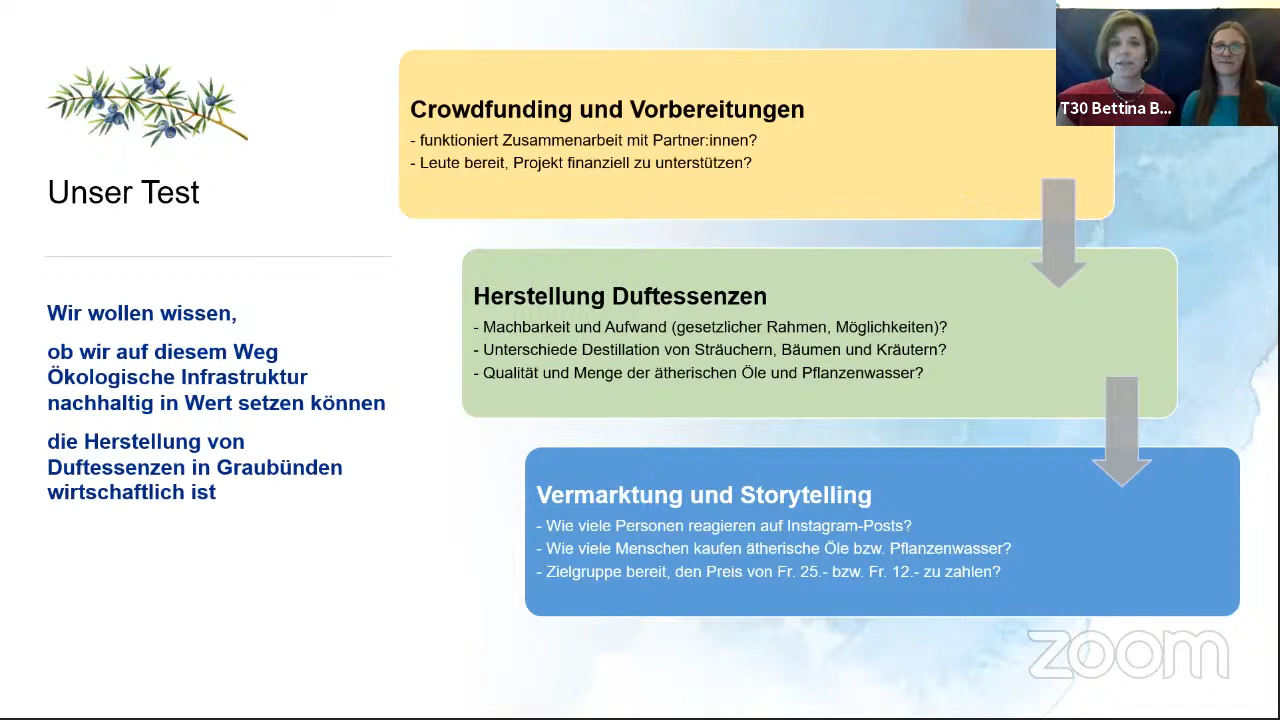 Unser Test
Wir wollen wissen,
ob wir auf diesem Weg
Ökologische Infrastruktur
nachhaltig in Wert setzen können
die Herstellung von
Duftessenzen in Graubünden
wirtschaftlich ist
Crowdfunding und Vorbereitungen
- funktioniert Zusammenarbeit mit Partner:innen?
- Leute bereit, Projekt finanziell zu unterstützen?
Herstellung Duftessenzen
- Machbarkeit und Aufwand (gesetzlicher Rahmen, Möglichkeiten)?
- Unterschiede Destillation von Sträuchern, Bäumen und Kräutern?
- Qualität und Menge der ätherischen Öle und Pflanzenwasser?
Vermarktung und Storytelling
- Wie viele Personen reagieren auf Instagram-Posts?
- Wie viele Menschen kaufen ätherische Öle bzw. Pflanzenwasser?
- Zielgruppe bereit, den Preis von Fr. 25.- bzw. Fr. 12.- zu zahlen?
T30 Bettina B...
zoom